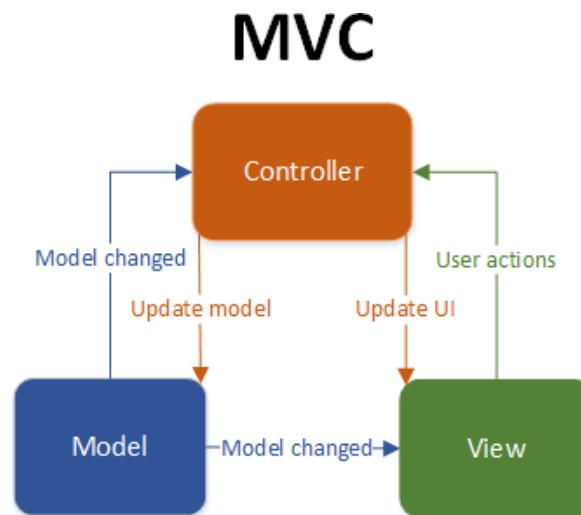 MVC
Controller
Model changed
User actions
Update model
Update UI
Model
Model changed
View